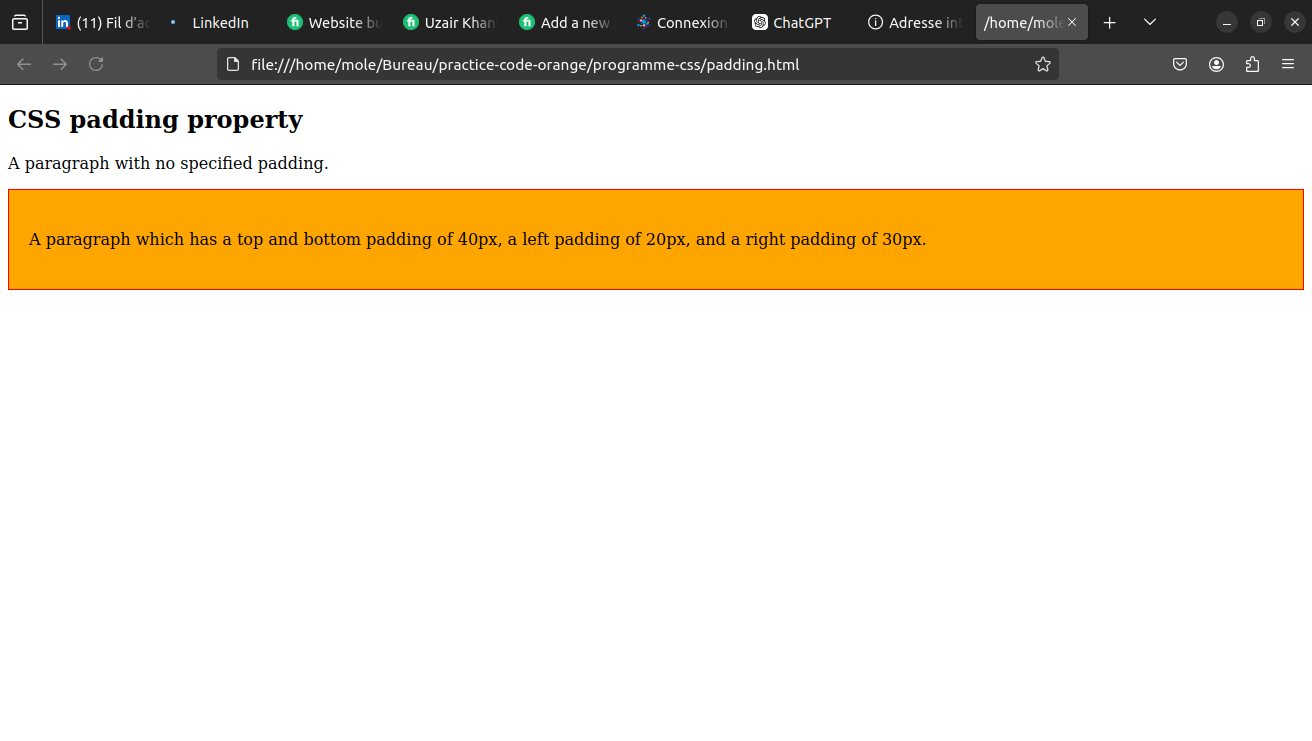 (11) Fil d'ac
LinkedIn
Website bu
Uzair Khan'
Add a new
Connexion
ChatGPT
Adresse int
/home/mole
file:///home/mole/Bureau/practice-code-orange/programme-css/padding.html
CSS padding property
A paragraph with no specified padding.
A paragraph which has a top and bottom padding of 40px, a left padding of 20px, and a right padding of 30px.